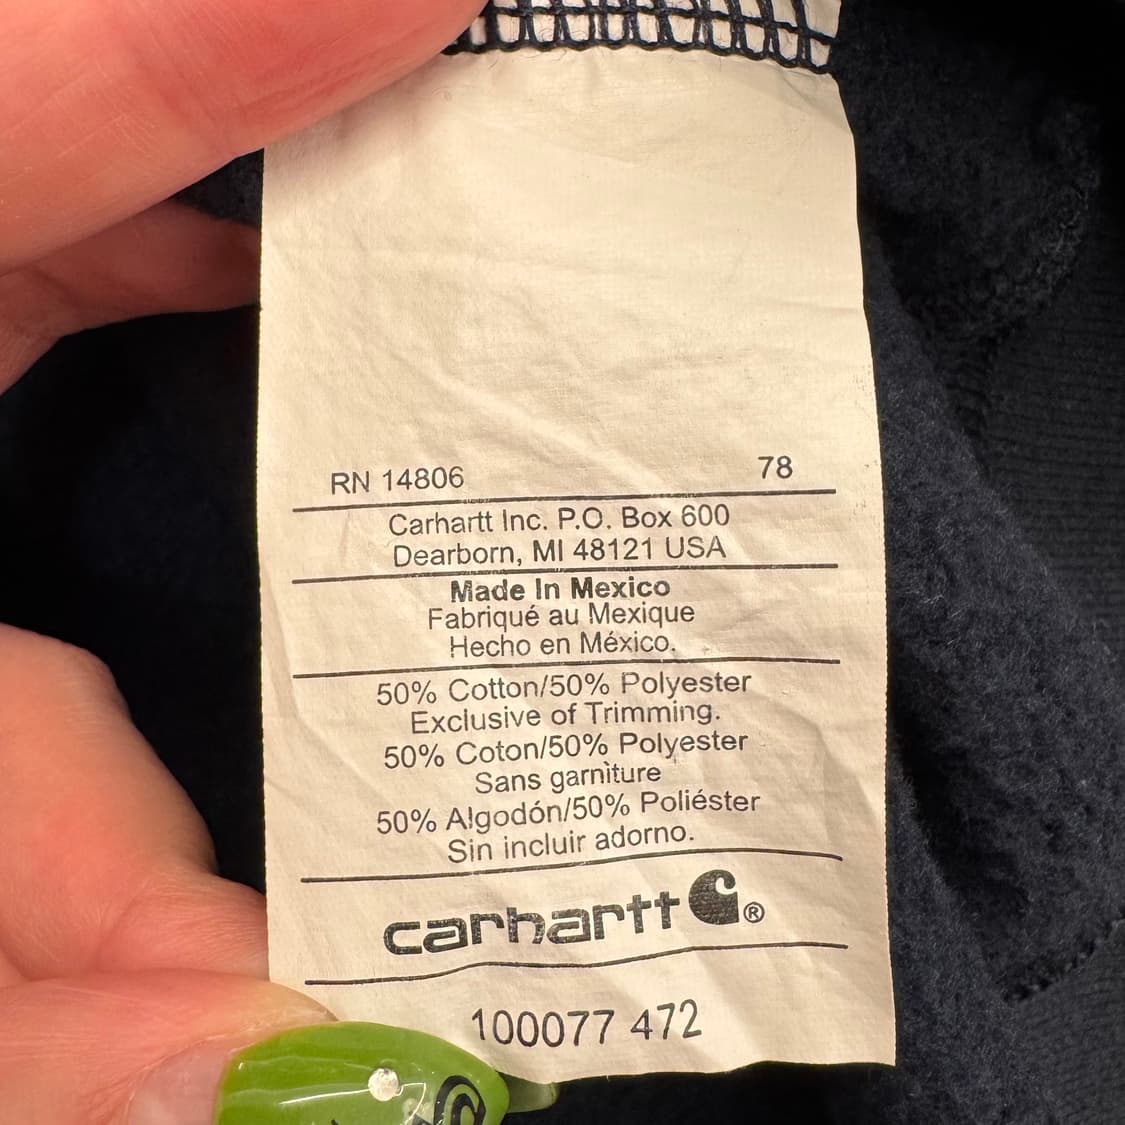 RN 14806 78
Carhartt Inc. P.O. Box 600
Dearborn, MI 48121 USA
Made In Mexico
Fabriqué au Mexique
Hecho en México.
50% Cotton/50% Polyester
Exclusive of Trimming.
50% Coton/50% Polyester
Sans garniture
50% Algodón/50% Poliéster
Sin incluir adorno.
carhartt®
100077 472